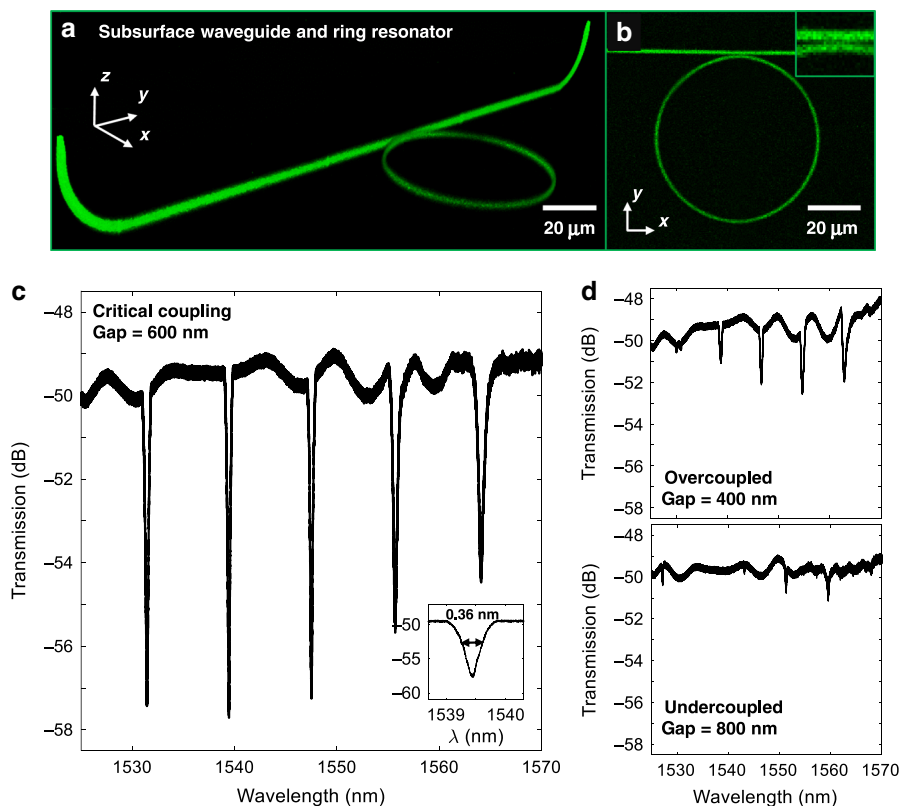 a Subsurface waveguide and ring resonator
z
y
x
20 μm
b
y
x
20 μm
c
Critical coupling
Gap = 600 nm
Transmission (dB)
−48
−50
−52
−54
−56
−58
1530 1540 1550 1560 1570
Wavelength (nm)
0.36 nm
−50
−55
−60
1539 1540
λ (nm)
d
Transmission (dB)
−48
−50
−52
−54
−56
−58
Overcoupled
Gap = 400 nm
Transmission (dB)
−48
−50
−52
−54
−56
−58
Undercoupled
Gap = 800 nm
1530 1540 1550 1560 1570
Wavelength (nm)